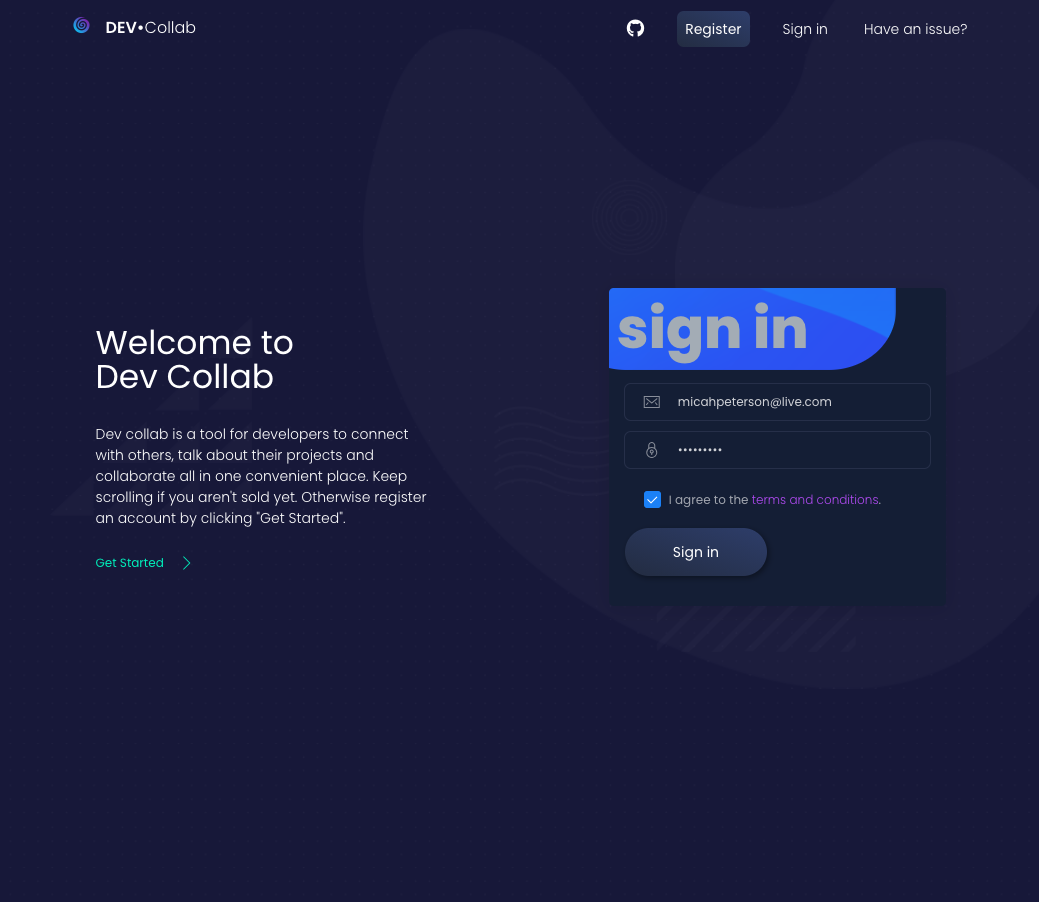 DEV•Collab
Register
Sign in
Have an issue?
Welcome to
Dev Collab
Dev collab is a tool for developers to connect
with others, talk about their projects and
collaborate all in one convenient place. Keep
scrolling if you aren't sold yet. Otherwise register
an account by clicking "Get Started".
Get Started
sign in
micahpeterson@live.com
•••••••••
I agree to the terms and conditions.
Sign in